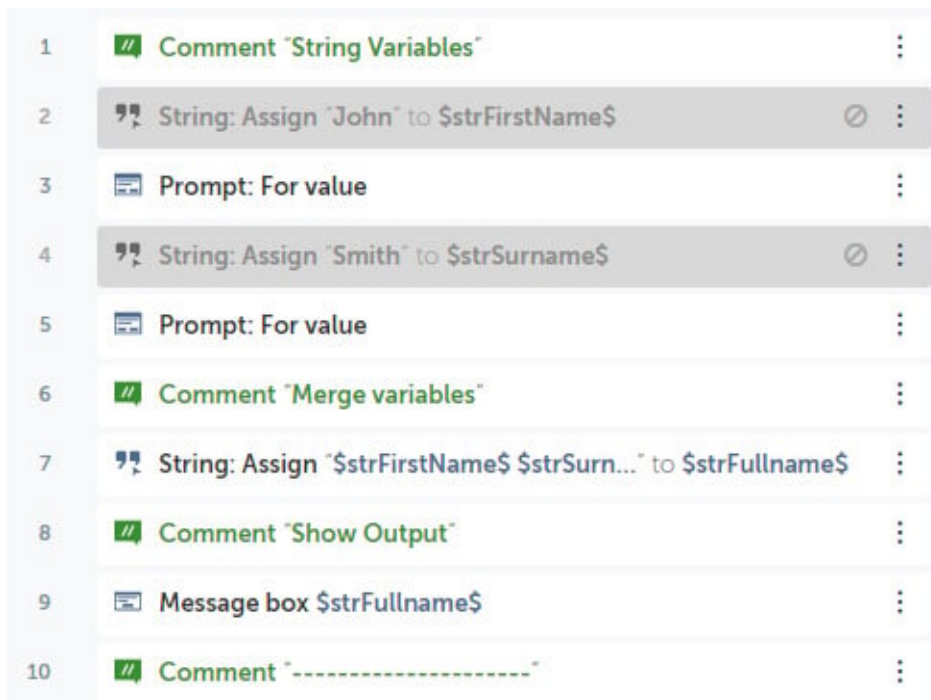 1 Comment "String Variables"
2 String: Assign "John" to $strFirstName$
3 Prompt: For value
4 String: Assign "Smith" to $strSurname$
5 Prompt: For value
6 Comment "Merge variables"
7 String: Assign "$strFirstName$ $strSurn..." to $strFullname$
8 Comment "Show Output"
9 Message box $strFullname$
10 Comment "---------------------"